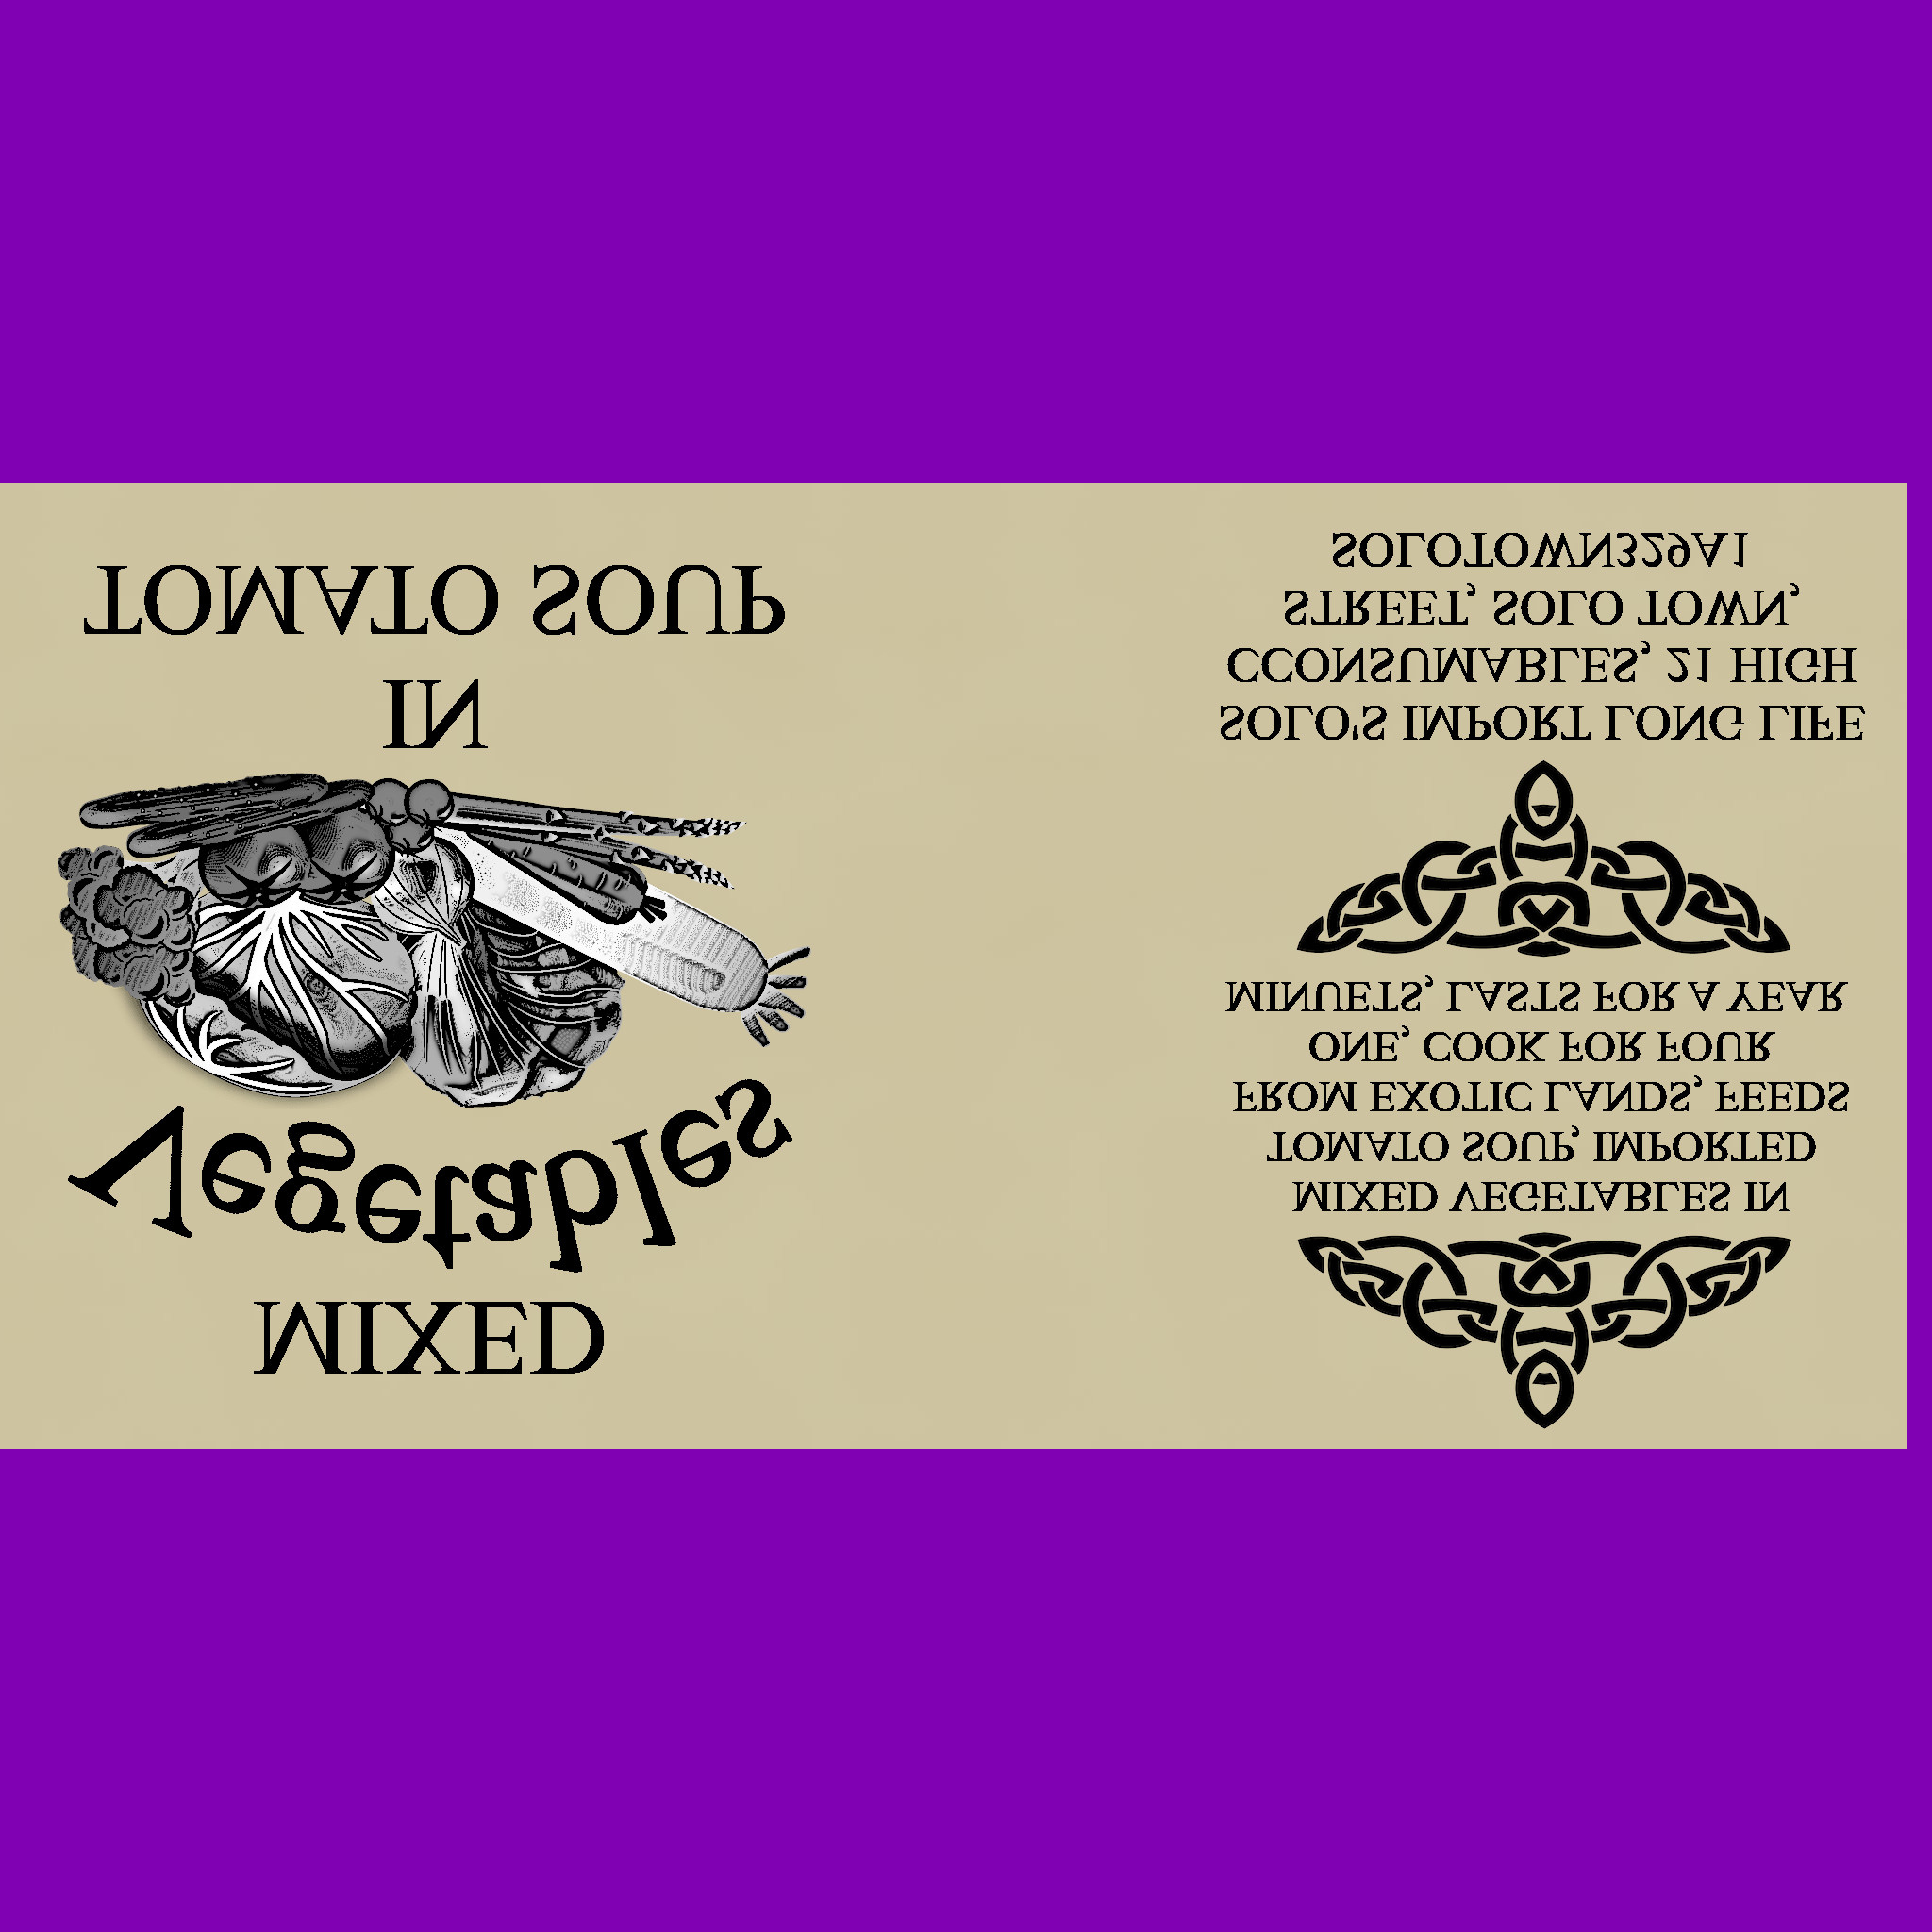 MIXED
Vegetables
IN
TOMATO SOUP
MIXED VEGETABLES IN
TOMATO SOUP, IMPORTED
FROM EXOTIC LANDS, FEEDS
ONE, COOK FOR FOUR
MINUETS, LASTS FOR A YEAR
SOLO'S IMPORT LONG LIFE
CCONSUMABLES, 21 HIGH
STREET, SOLO TOWN,
SOLOTOWN329A1